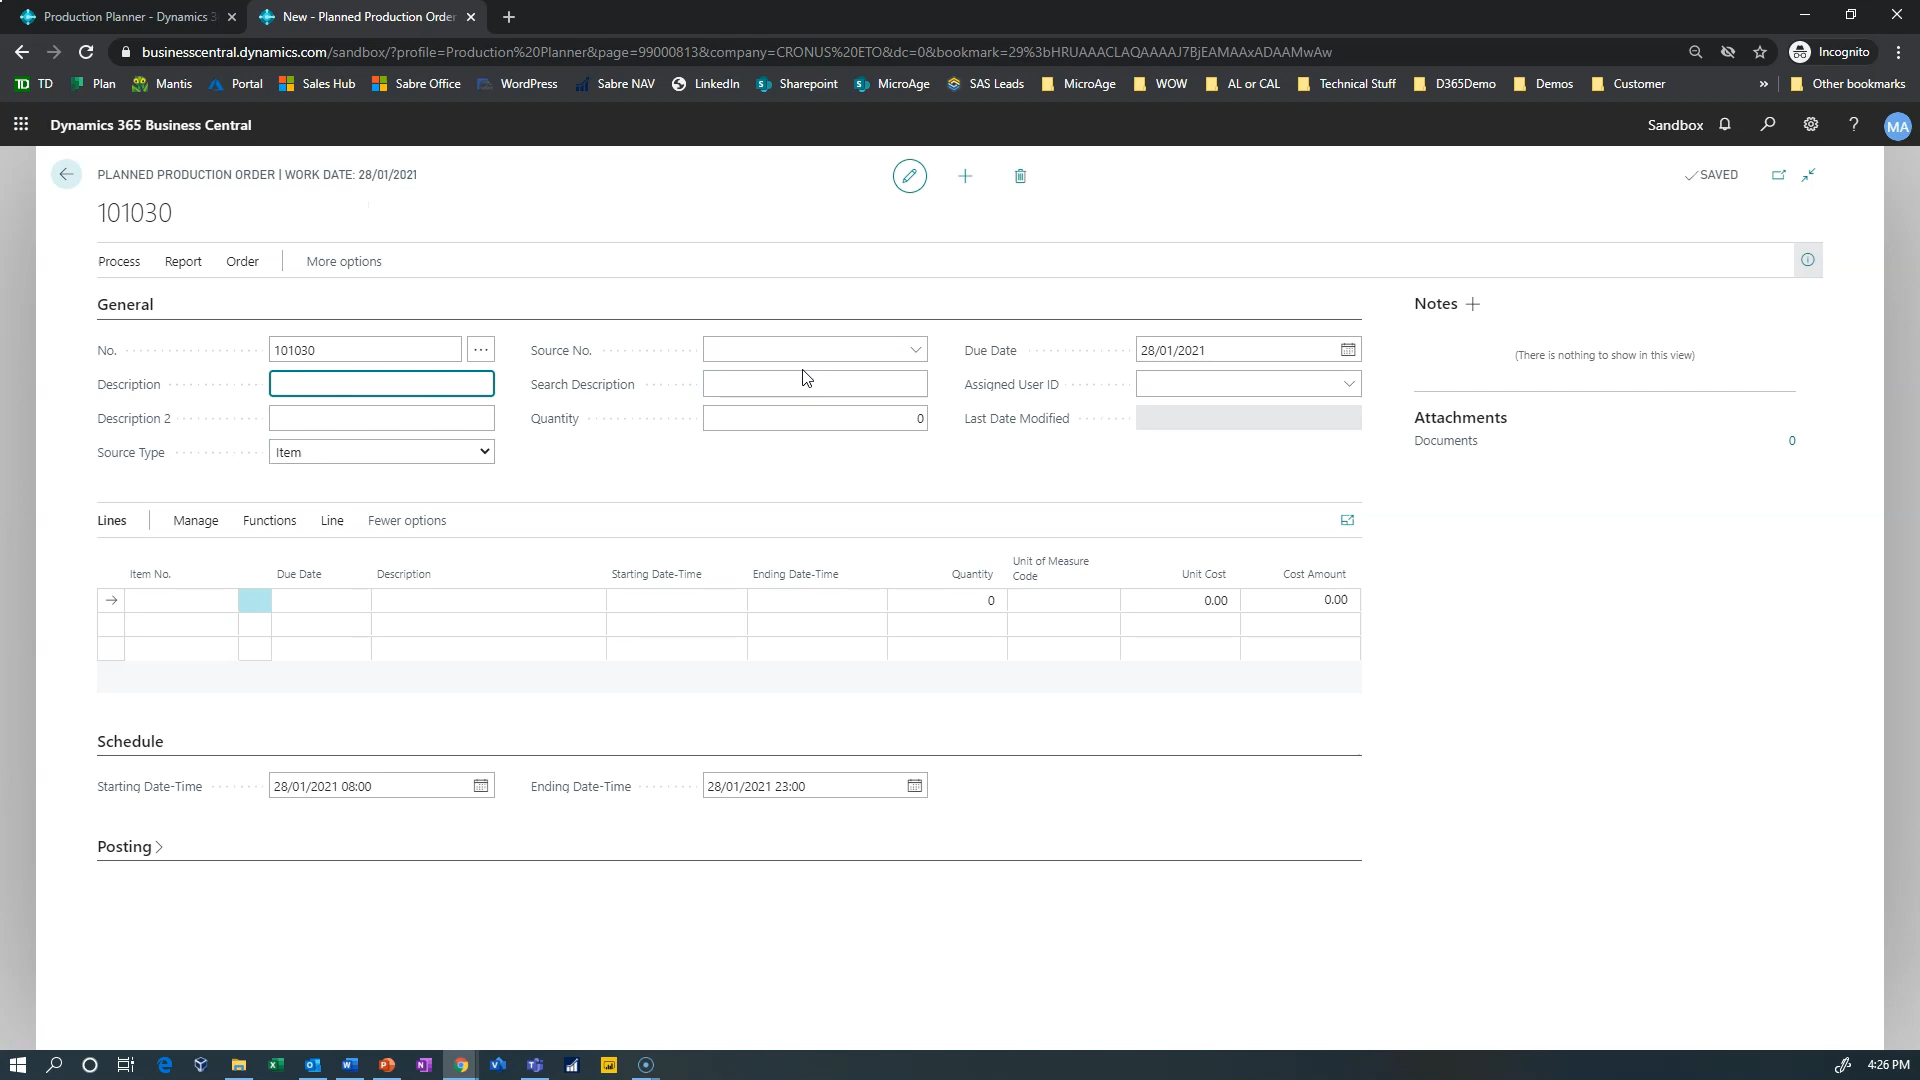 Production Planner - Dynamics 3
New - Planned Production Order
businesscentral.dynamics.com/sandbox/?profile=Production%20Planner&page=99000813&company=CRONUS%20ETO&dc=0&bookmark=29%3bHRUAAACLAQAAAAJ7BjEAMAAxADAAMwAw
Incognito
TD TD Plan Mantis Portal Sales Hub Sabre Office WordPress Sabre NAV LinkedIn Sharepoint MicroAge SAS Leads MicroAge WOW AL or CAL Technical Stuff D365Demo Demos Customer » Other bookmarks
Dynamics 365 Business Central
Sandbox ? MA
PLANNED PRODUCTION ORDER | WORK DATE: 28/01/2021
SAVED
101030
Process Report Order More options
General
No. 101030 ...
Source No.
Due Date 28/01/2021
Description
Search Description
Assigned User ID
Description 2
Quantity 0
Last Date Modified
Source Type Item
Notes
(There is nothing to show in this view)
Attachments
Documents 0
Lines Manage Functions Line Fewer options
Item No. Due Date Description Starting Date-Time Ending Date-Time Quantity Unit of Measure Code Unit Cost Cost Amount
0 0.00 0.00
Schedule
Starting Date-Time 28/01/2021 08:00 Ending Date-Time 28/01/2021 23:00
Posting
4:26 PM